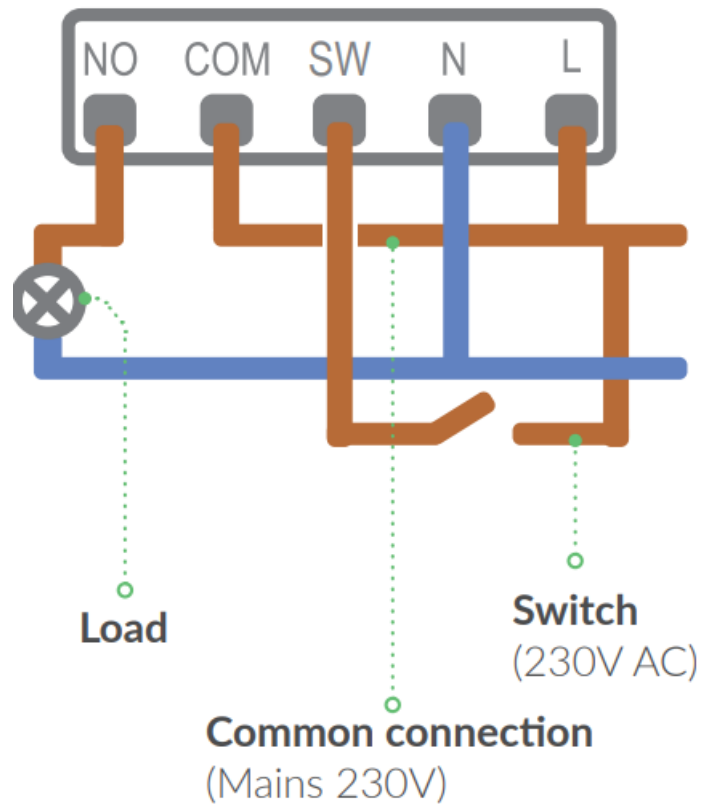 NO COM SW N L
Load
Switch
(230V AC)
Common connection
(Mains 230V)